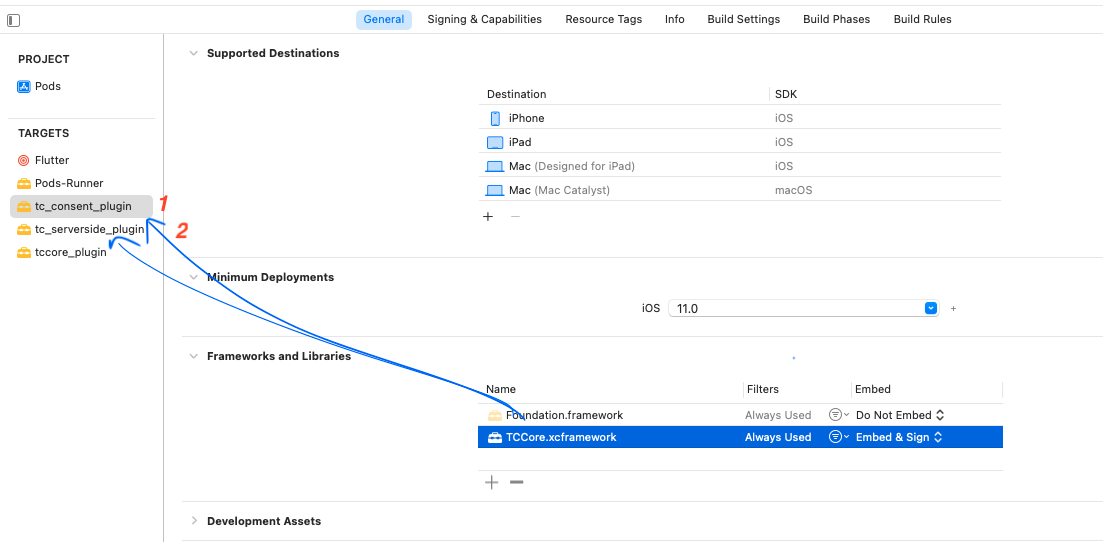 General Signing & Capabilities Resource Tags Info Build Settings Build Phases Build Rules
PROJECT
Pods
TARGETS
Flutter
Pods-Runner
tc_consent_plugin 1
tc_serverside_plugin 2
tccore_plugin
Supported Destinations
Destination SDK
iPhone iOS
iPad iOS
Mac (Designed for iPad) iOS
Mac (Mac Catalyst) macOS
Minimum Deployments
iOS 11.0
Frameworks and Libraries
Name Filters Embed
Foundation.framework Always Used Do Not Embed
TCCore.xcframework Always Used Embed & Sign
Development Assets